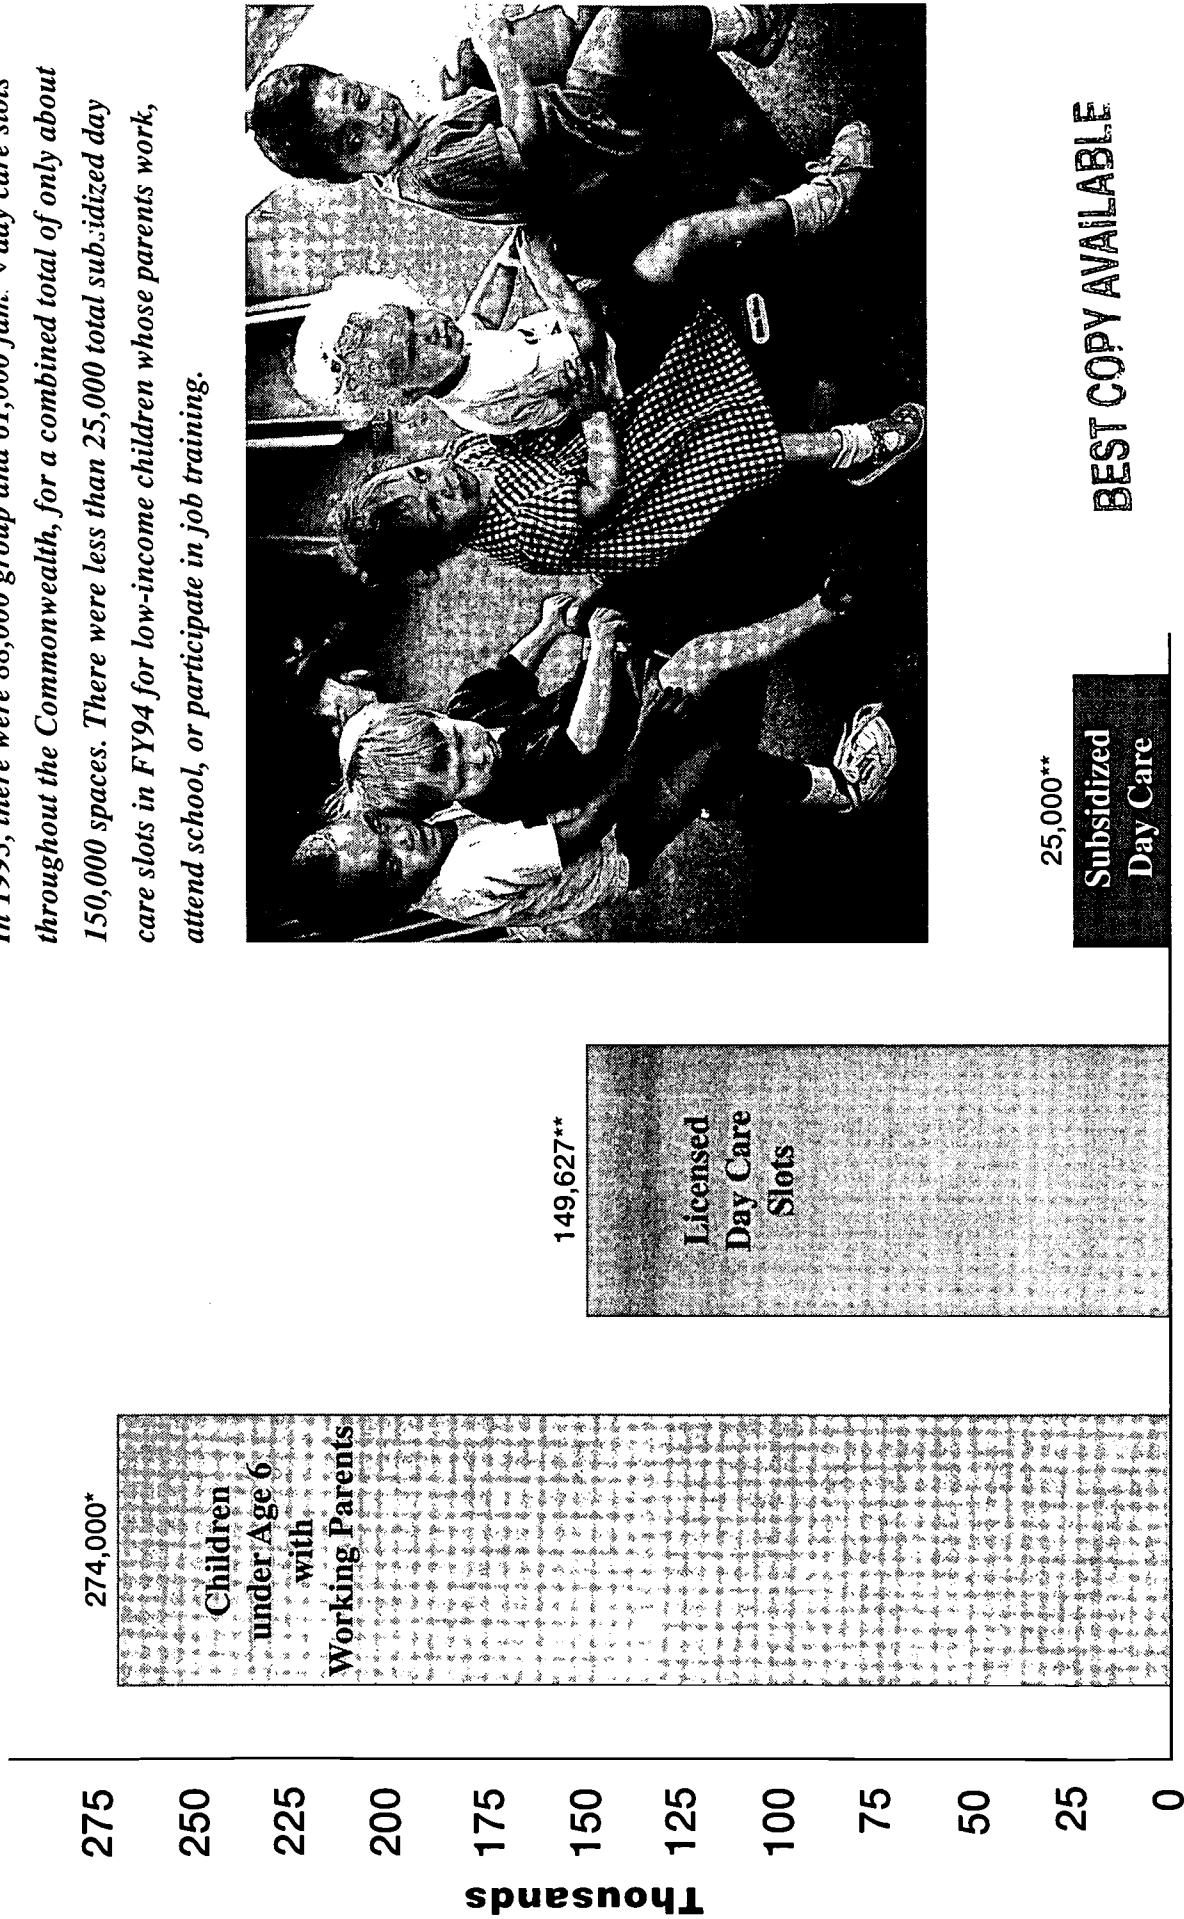 throughout the Commonwealth, for a combined total of only about
150,000 spaces. There were less than 25,000 total subsidized day
care slots in FY94 for low-income children whose parents work,
attend school, or participate in job training.
274,000*
Children
under Age 6
with
Working Parents
149,627**
Licensed
Day Care
Slots
25,000**
Subsidized
Day Care
Thousands
275
250
225
200
175
150
125
100
75
50
25
0
BEST COPY AVAILABLE